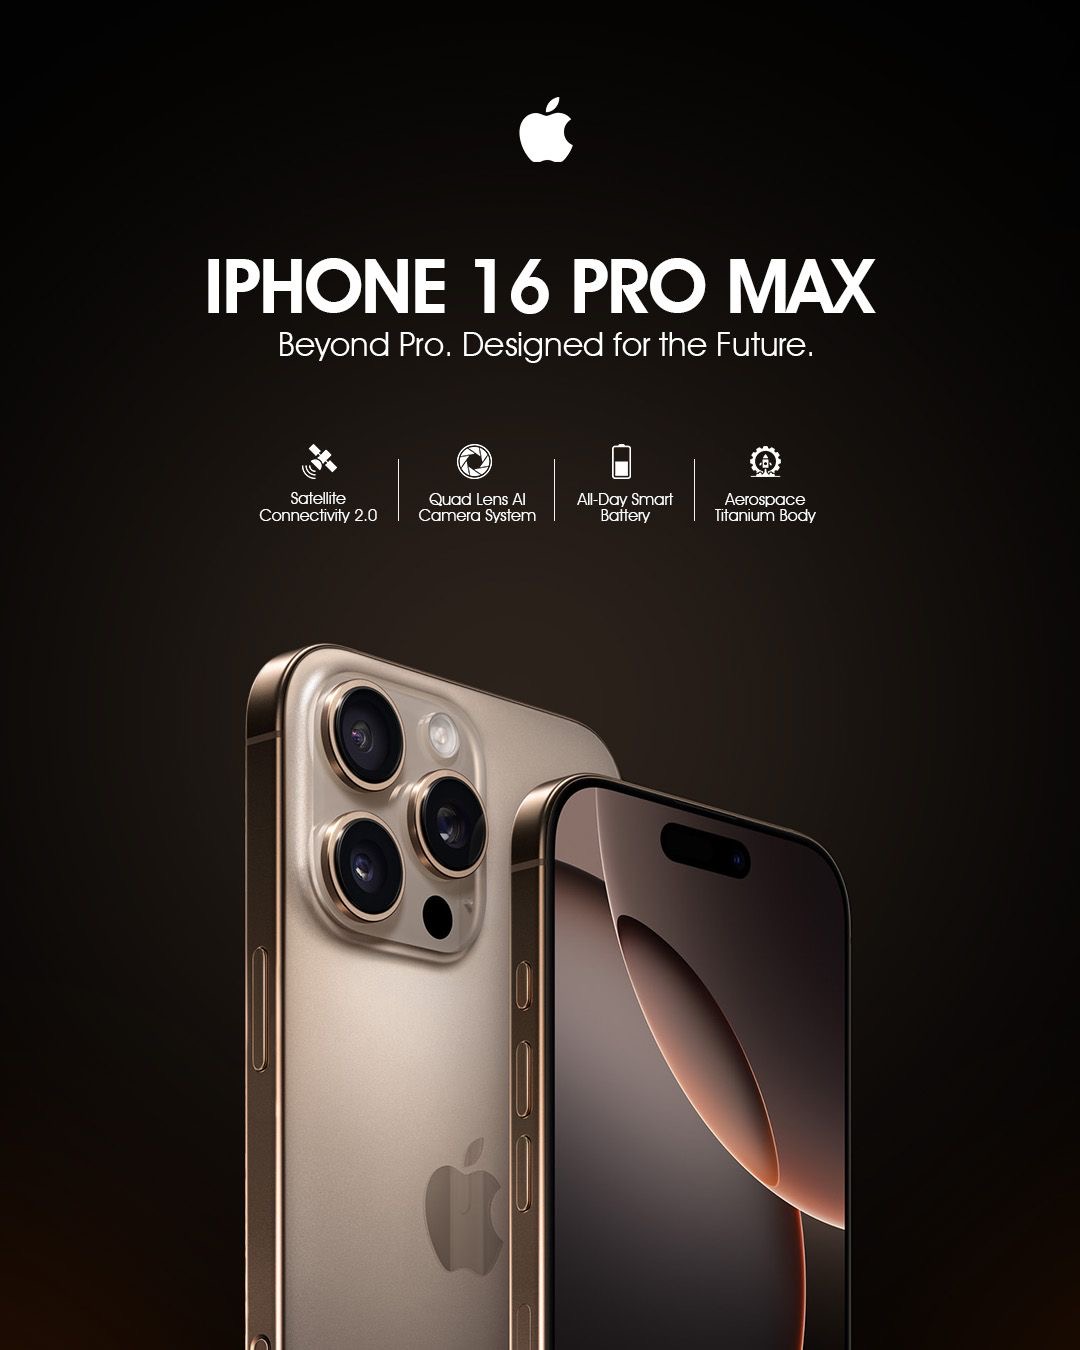 IPHONE 16 PRO MAX
Beyond Pro. Designed for the Future.
Satellite
Connectivity 2.0
Quad Lens AI
Camera System
All-Day Smart
Battery
Aerospace
Titanium Body